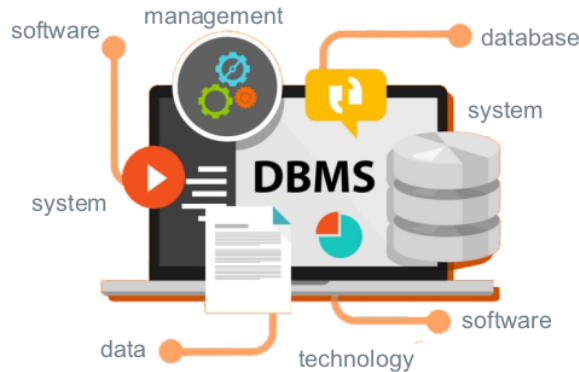 management
software
database
system
DBMS
system
software
data
technology